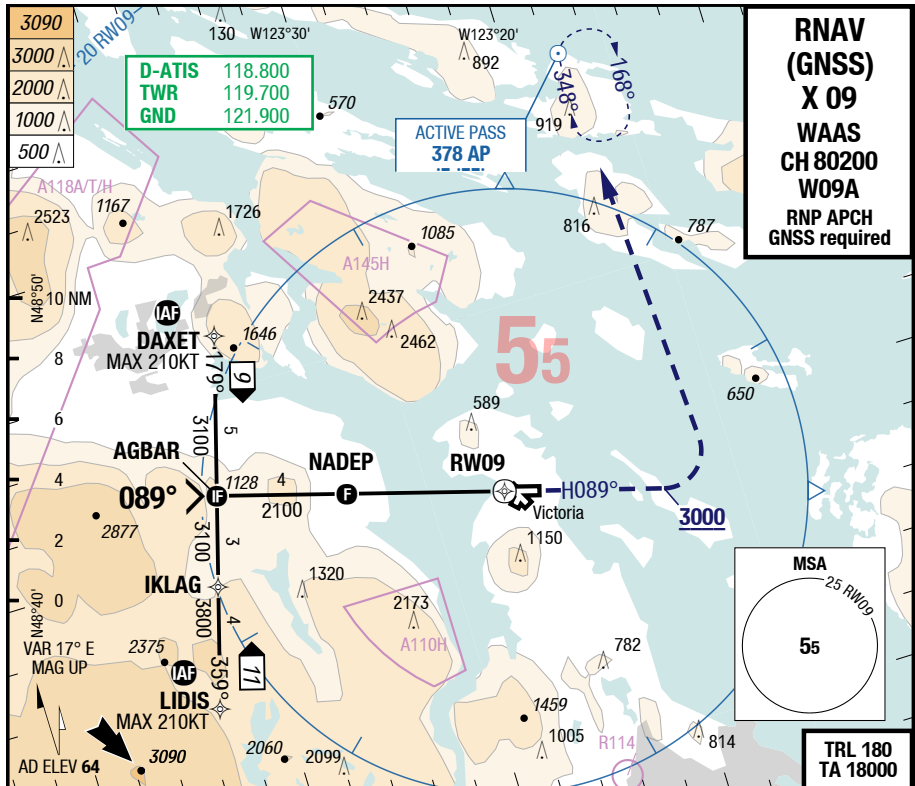 3090
3000
2000
1000
500
20 RW09
130
W123°30'
W123°20'
892
D-ATIS 118.800
TWR 119.700
GND 121.900
570
ACTIVE PASS
378 AP
348°
168°
919
RNAV
(GNSS)
X 09
WAAS
CH 80200
W09A
RNP APCH
GNSS required
A118A/T/H
2523
1167
1726
A145H
1085
816
787
N48°50'
10 NM
IAF
DAXET
MAX 210KT
1646
2437
2462
55
179°
9
8
650
3100
5
589
6
AGBAR
089°
IF
1128
4
2100
NADEP
F
RW09
H089°
Victoria
3000
4
2877
3100
3
1150
2
IKLAG
1320
2173
A110H
0
N48°40'
3800
4
MSA
25 RW09
55
VAR 17° E
MAG UP
2375
IAF
359°
11
782
LIDIS
MAX 210KT
1459
1005
R114
814
AD ELEV 64
3090
2060
2099
TRL 180
TA 18000